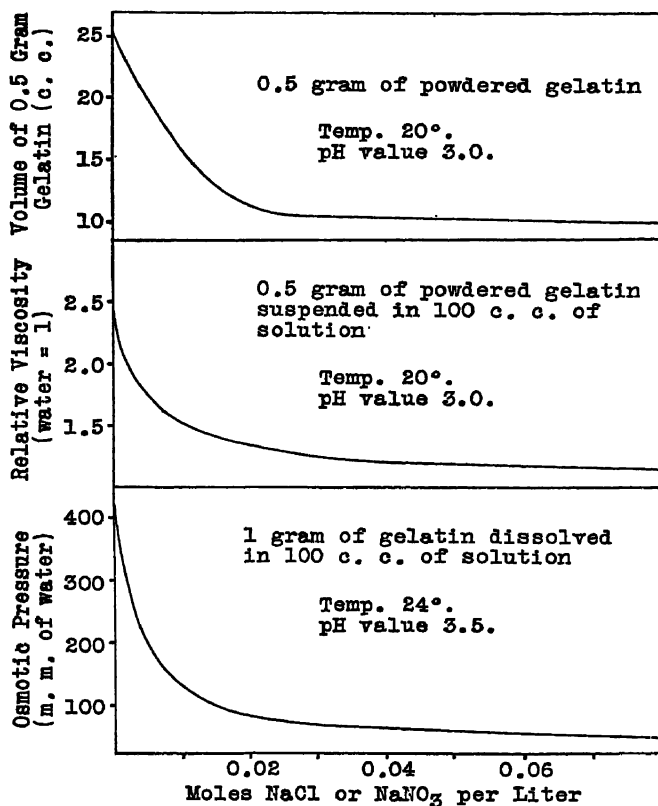 Volume of 0.5 Gram
Gelatin (c. c.)
25
20
15
10
0.5 gram of powdered gelatin
Temp. 20°.
pH value 3.0.
Relative Viscosity
(water = 1)
2.5
2.0
1.5
0.5 gram of powdered gelatin
suspended in 100 c. c. of
solution
Temp. 20°.
pH value 3.0.
Osmotic Pressure
(m. m. of water)
400
300
200
100
1 gram of gelatin dissolved
in 100 c. c. of solution
Temp. 24°.
pH value 3.5.
0.02
0.04
0.06
Moles NaCl or NaNO₃ per Liter